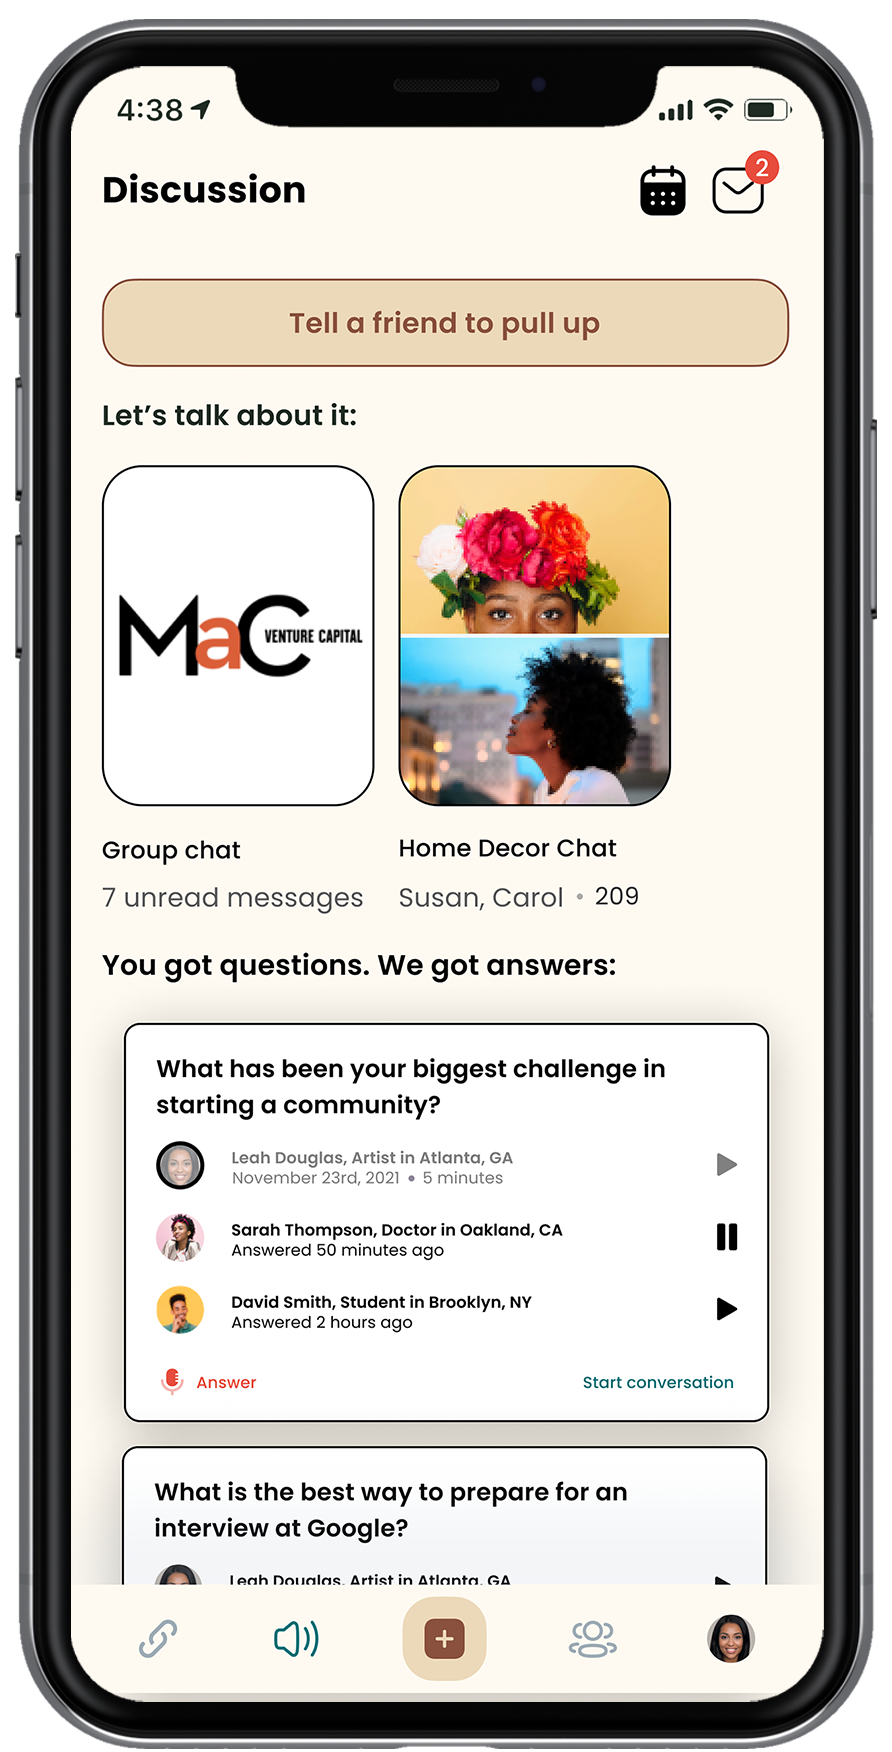 4:38
Discussion
2
Tell a friend to pull up
Let's talk about it:
MaC VENTURE CAPITAL
Group chat
7 unread messages
Home Decor Chat
Susan, Carol • 209
You got questions. We got answers:
What has been your biggest challenge in
starting a community?
Leah Douglas, Artist in Atlanta, GA
November 23rd, 2021 • 5 minutes
Sarah Thompson, Doctor in Oakland, CA
Answered 50 minutes ago
David Smith, Student in Brooklyn, NY
Answered 2 hours ago
Answer
Start conversation
What is the best way to prepare for an
interview at Google?
Leah Douglas, Artist in Atlanta, GA